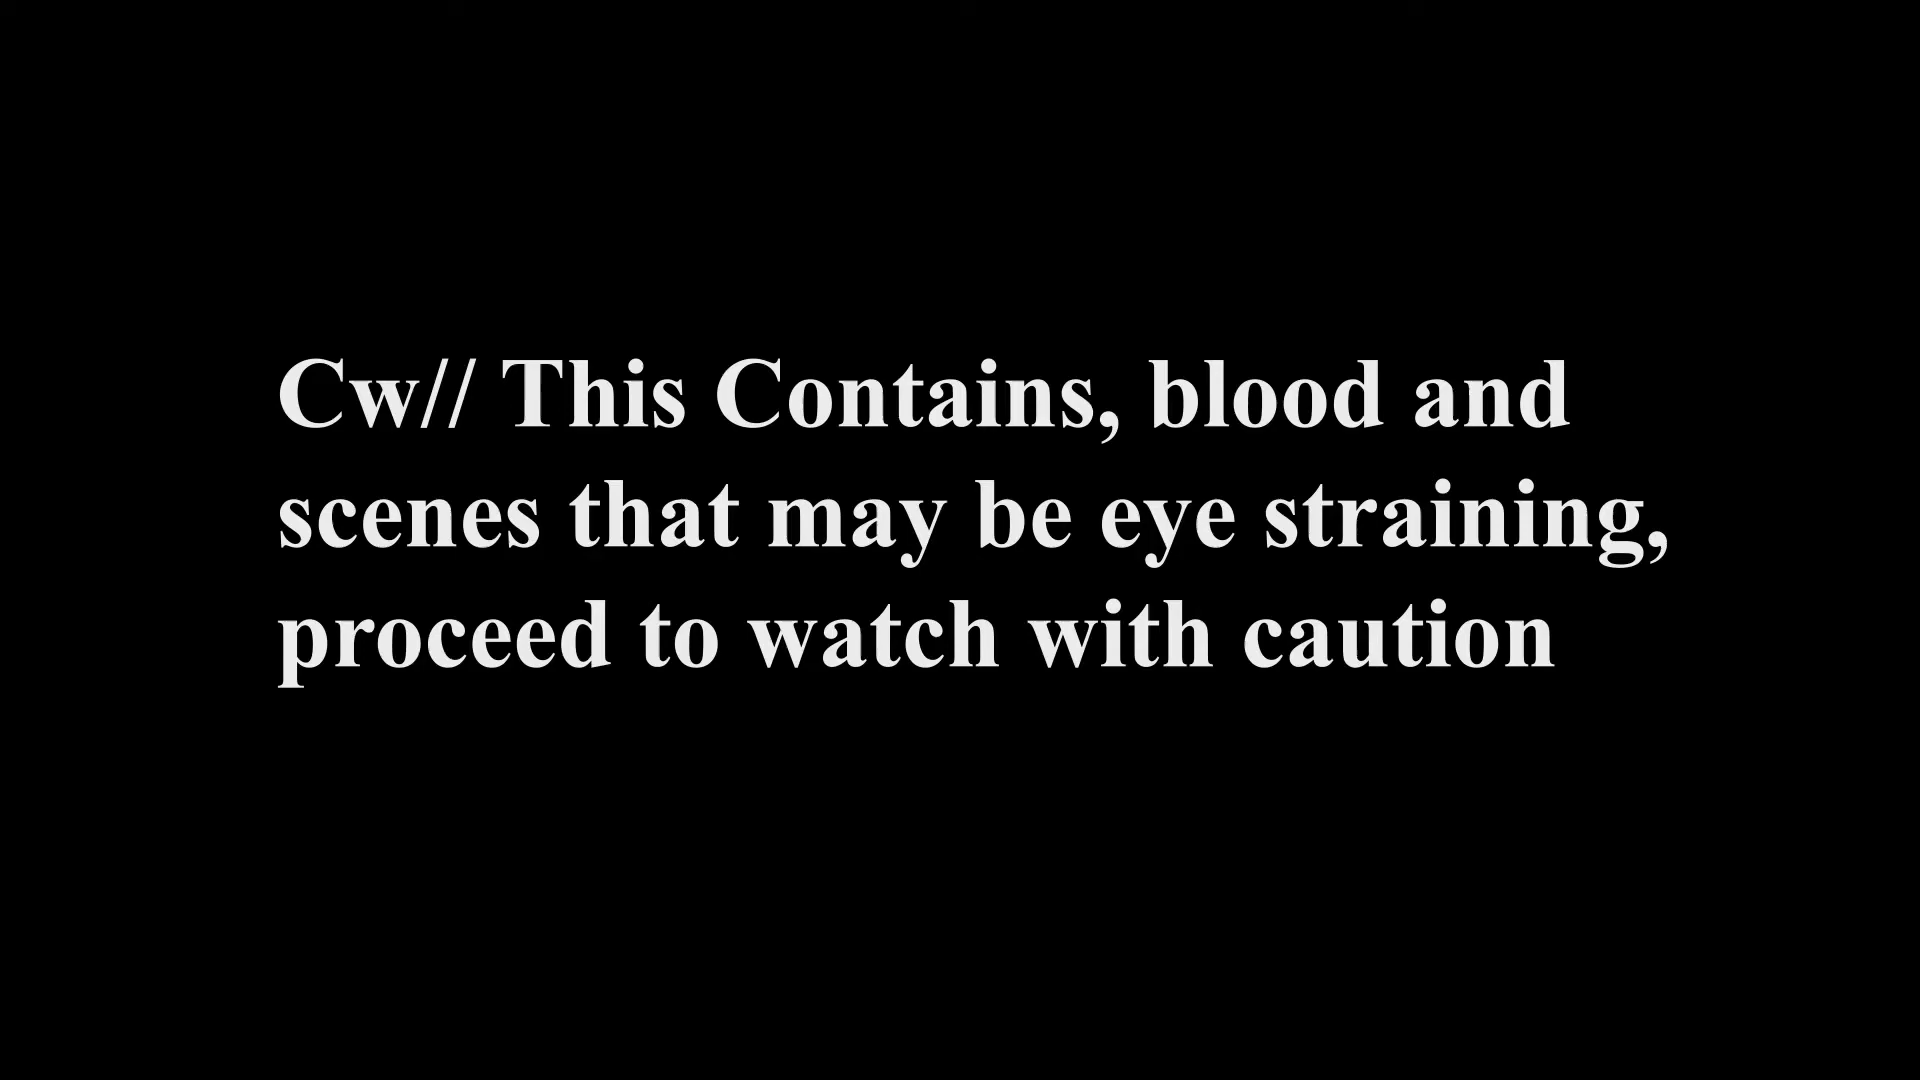 Cw// This Contains, blood and
scenes that may be eye straining,
proceed to watch with caution